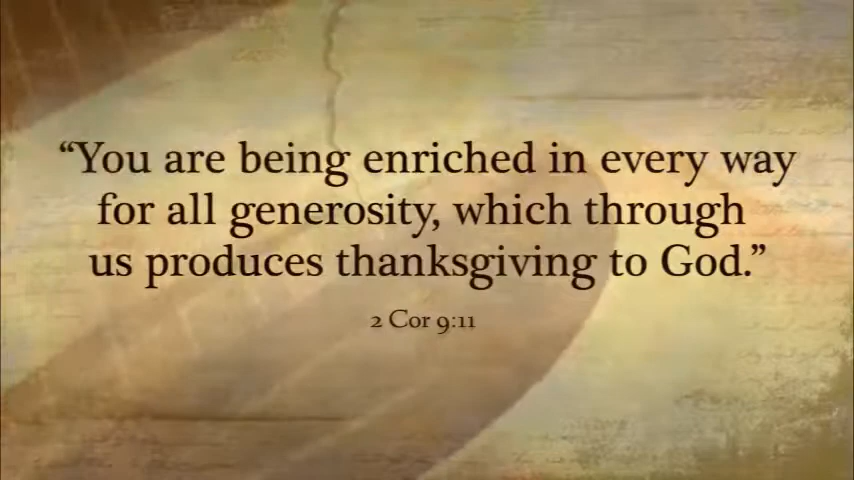 “You are being enriched in every way
for all generosity, which through
us produces thanksgiving to God.”
2 Cor 9:11